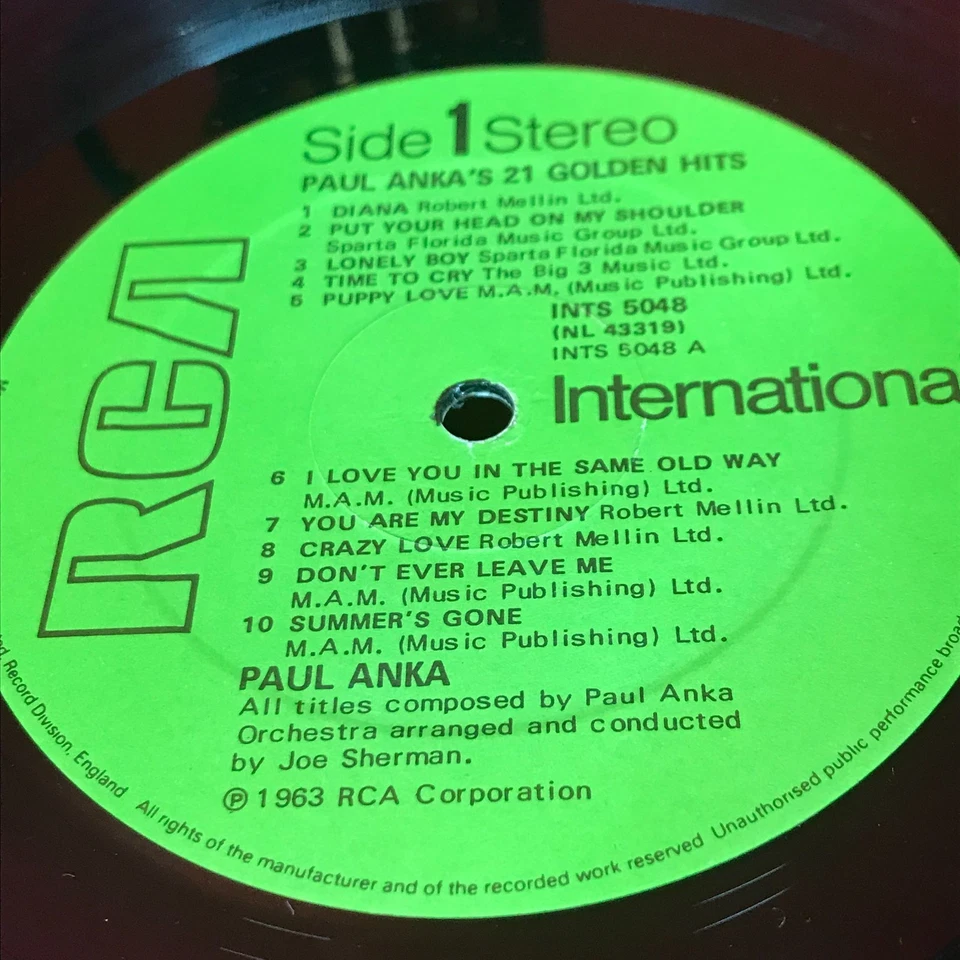 Side 1 Stereo
PAUL ANKA'S 21 GOLDEN HITS
1 DIANA Robert Mellin Ltd.
2 PUT YOUR HEAD ON MY SHOULDER
Sparta Florida Music Group Ltd.
3 LONELY BOY Sparta Florida Music Group Ltd.
4 TIME TO CRY The Big 3 Music Ltd.
5 PUPPY LOVE M.A.M. (Music Publishing) Ltd.
INTS 5048
(NL 43319)
INTS 5048 A
RCA
Internationa
6 I LOVE YOU IN THE SAME OLD WAY
M.A.M. (Music Publishing) Ltd.
7 YOU ARE MY DESTINY Robert Mellin Ltd.
8 CRAZY LOVE Robert Mellin Ltd.
9 DON'T EVER LEAVE ME
M.A.M. (Music Publishing) Ltd.
10 SUMMER'S GONE
M.A.M. (Music Publishing) Ltd.
PAUL ANKA
All titles composed by Paul Anka
Orchestra arranged and conducted
by Joe Sherman.
℗ 1963 RCA Corporation
Record Division, England All rights of the manufacturer and of the recorded work reserved Unauthorised public performance broad